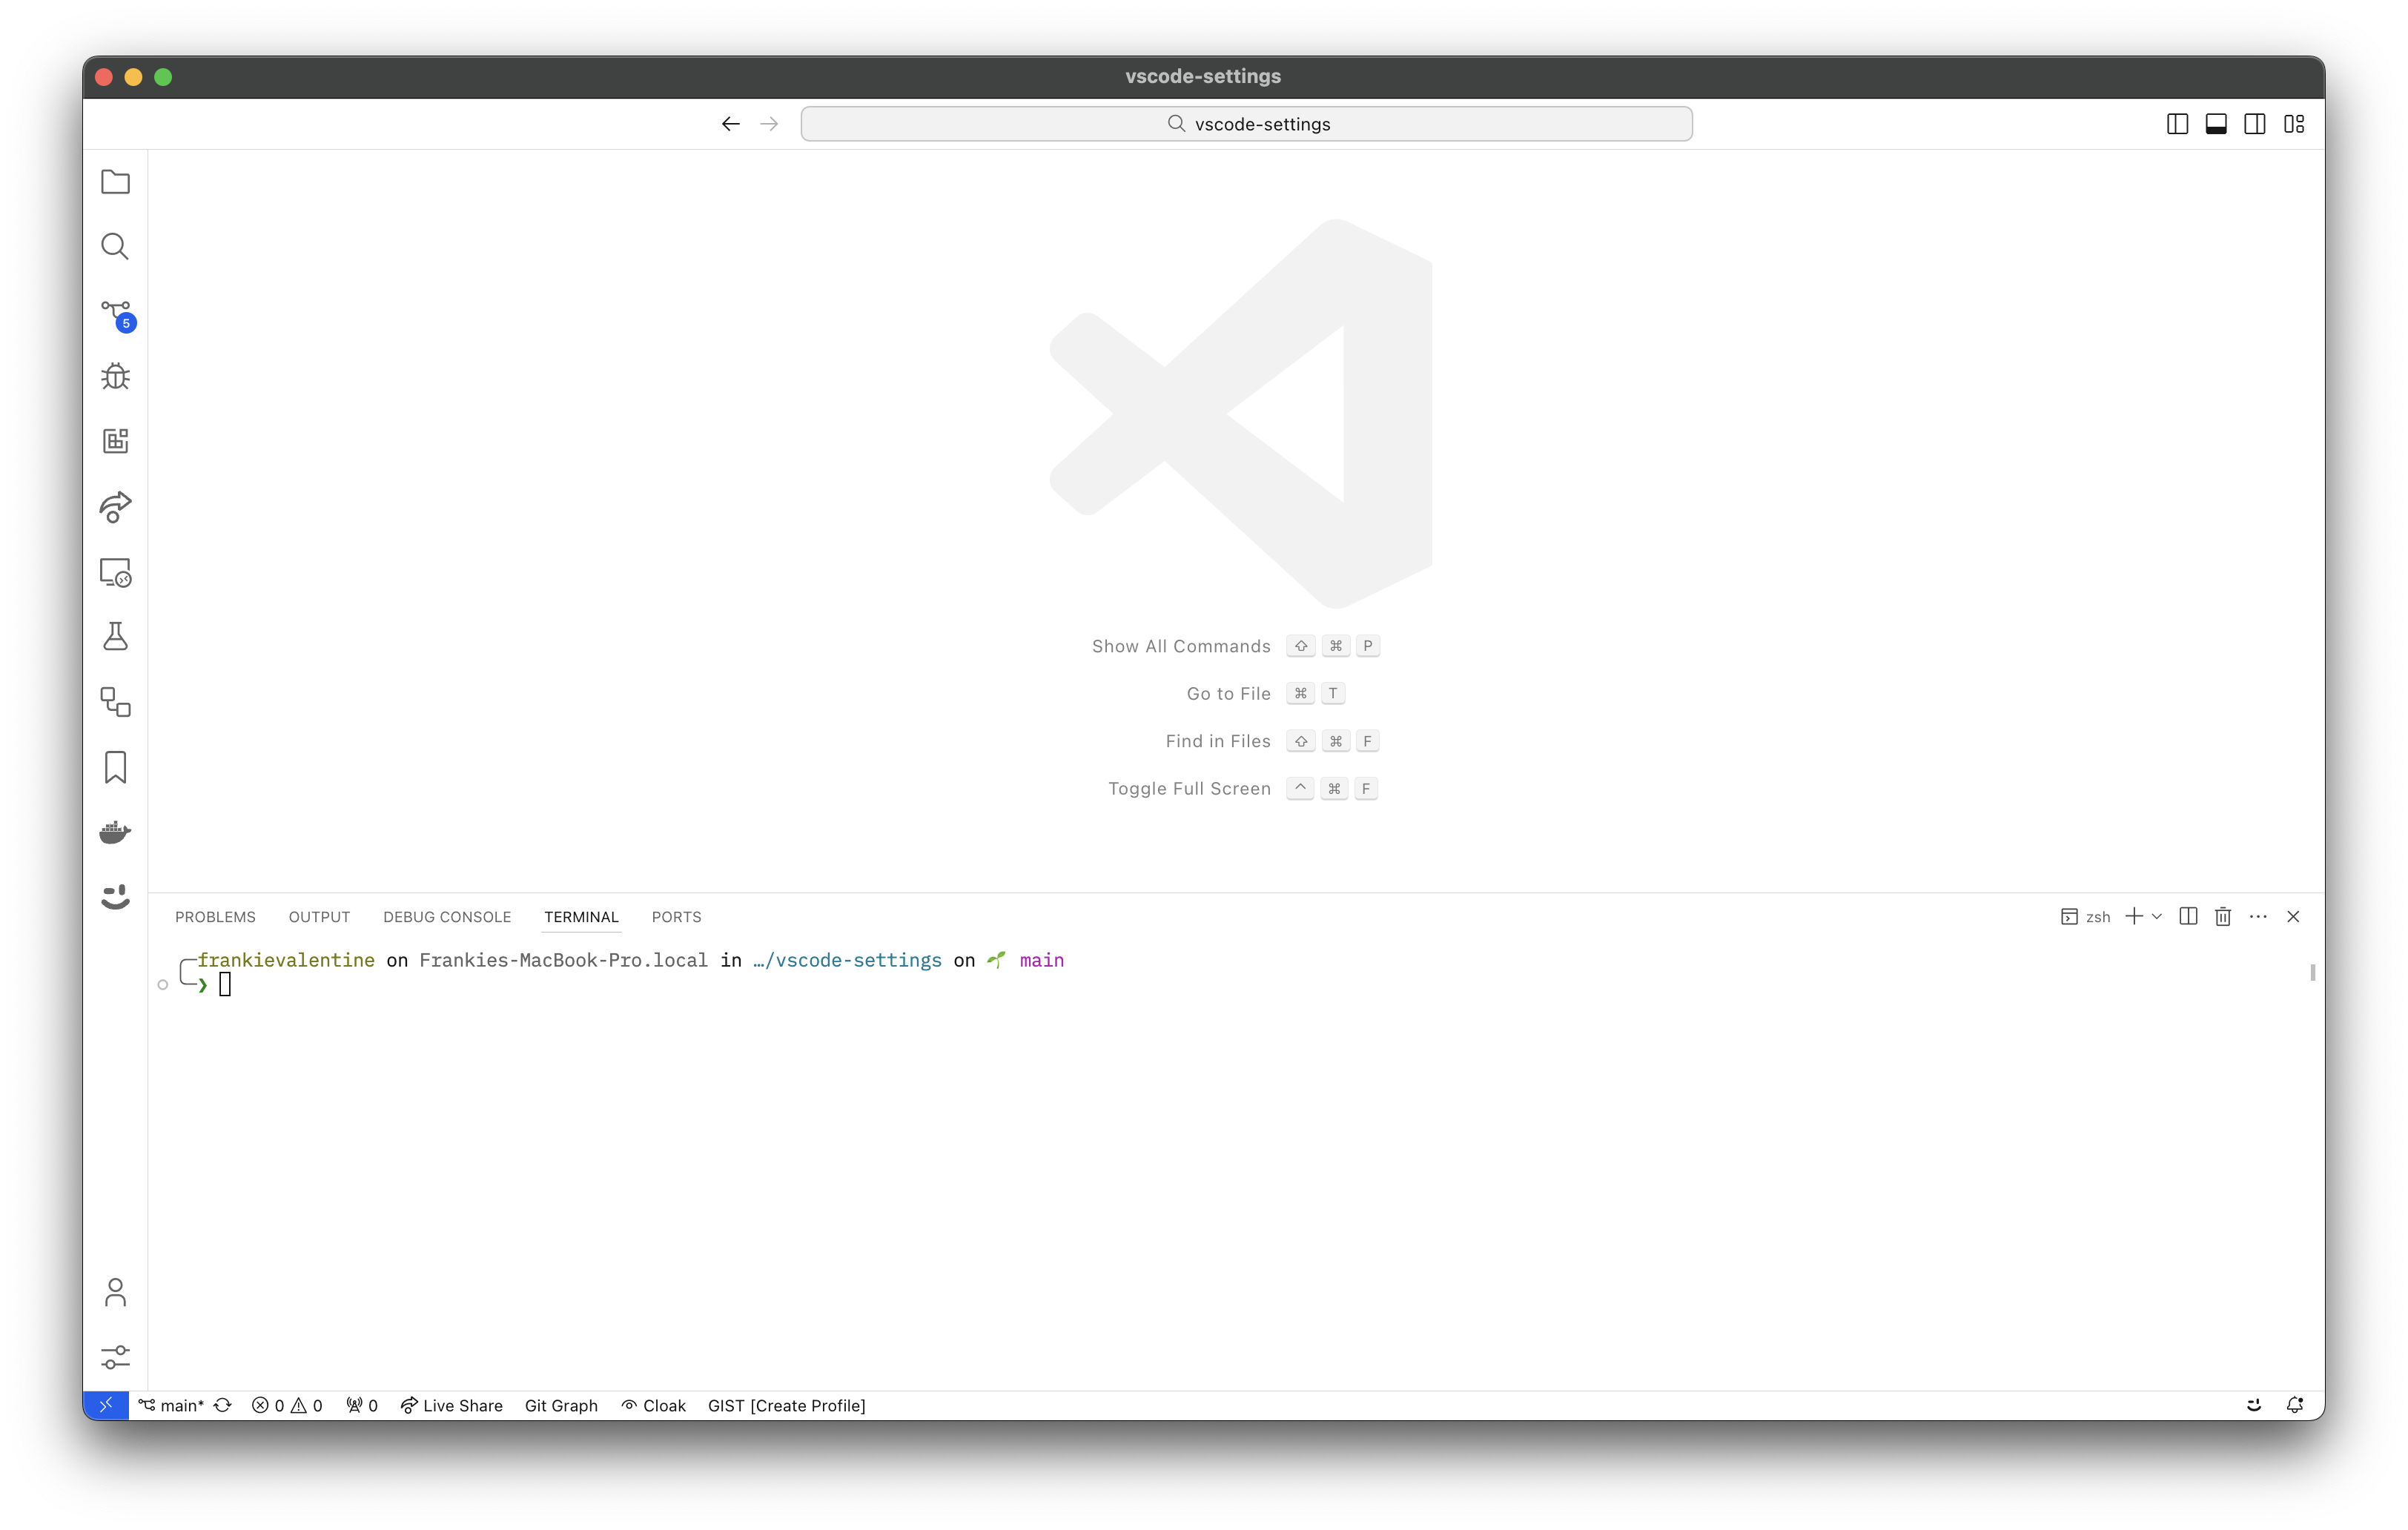 vscode-settings
vscode-settings
5
Show All Commands ⇧ ⌘ P
Go to File ⌘ T
Find in Files ⇧ ⌘ F
Toggle Full Screen ^ ⌘ F
PROBLEMS OUTPUT DEBUG CONSOLE TERMINAL PORTS zsh
frankievalentine on Frankies-MacBook-Pro.local in …/vscode-settings on 🌱 main
❯
main* 0 0 0 Live Share Git Graph Cloak GIST [Create Profile]